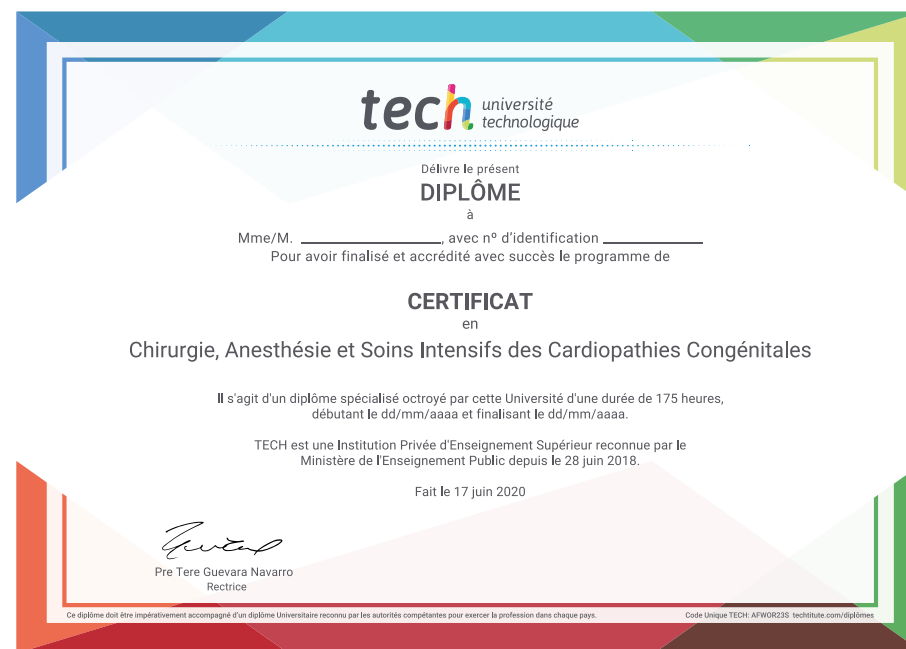 tech université
technologique
Délivre le présent
DIPLÔME
à
Mme/M. ____________________, avec nº d'identification ______________
Pour avoir finalisé et accrédité avec succès le programme de
CERTIFICAT
en
Chirurgie, Anesthésie et Soins Intensifs des Cardiopathies Congénitales
Il s'agit d'un diplôme spécialisé octroyé par cette Université d'une durée de 175 heures,
débutant le dd/mm/aaaa et finalisant le dd/mm/aaaa.
TECH est une Institution Privée d'Enseignement Supérieur reconnue par le
Ministère de l'Enseignement Public depuis le 28 juin 2018.
Fait le 17 juin 2020
Pre Tere Guevara Navarro
Rectrice
Ce diplôme doit être impérativement accompagné d'un diplôme Universitaire reconnu par les autorités compétantes pour exercer la profession dans chaque pays.
Code Unique TECH: AFWOR23S techtitute.com/diplômes